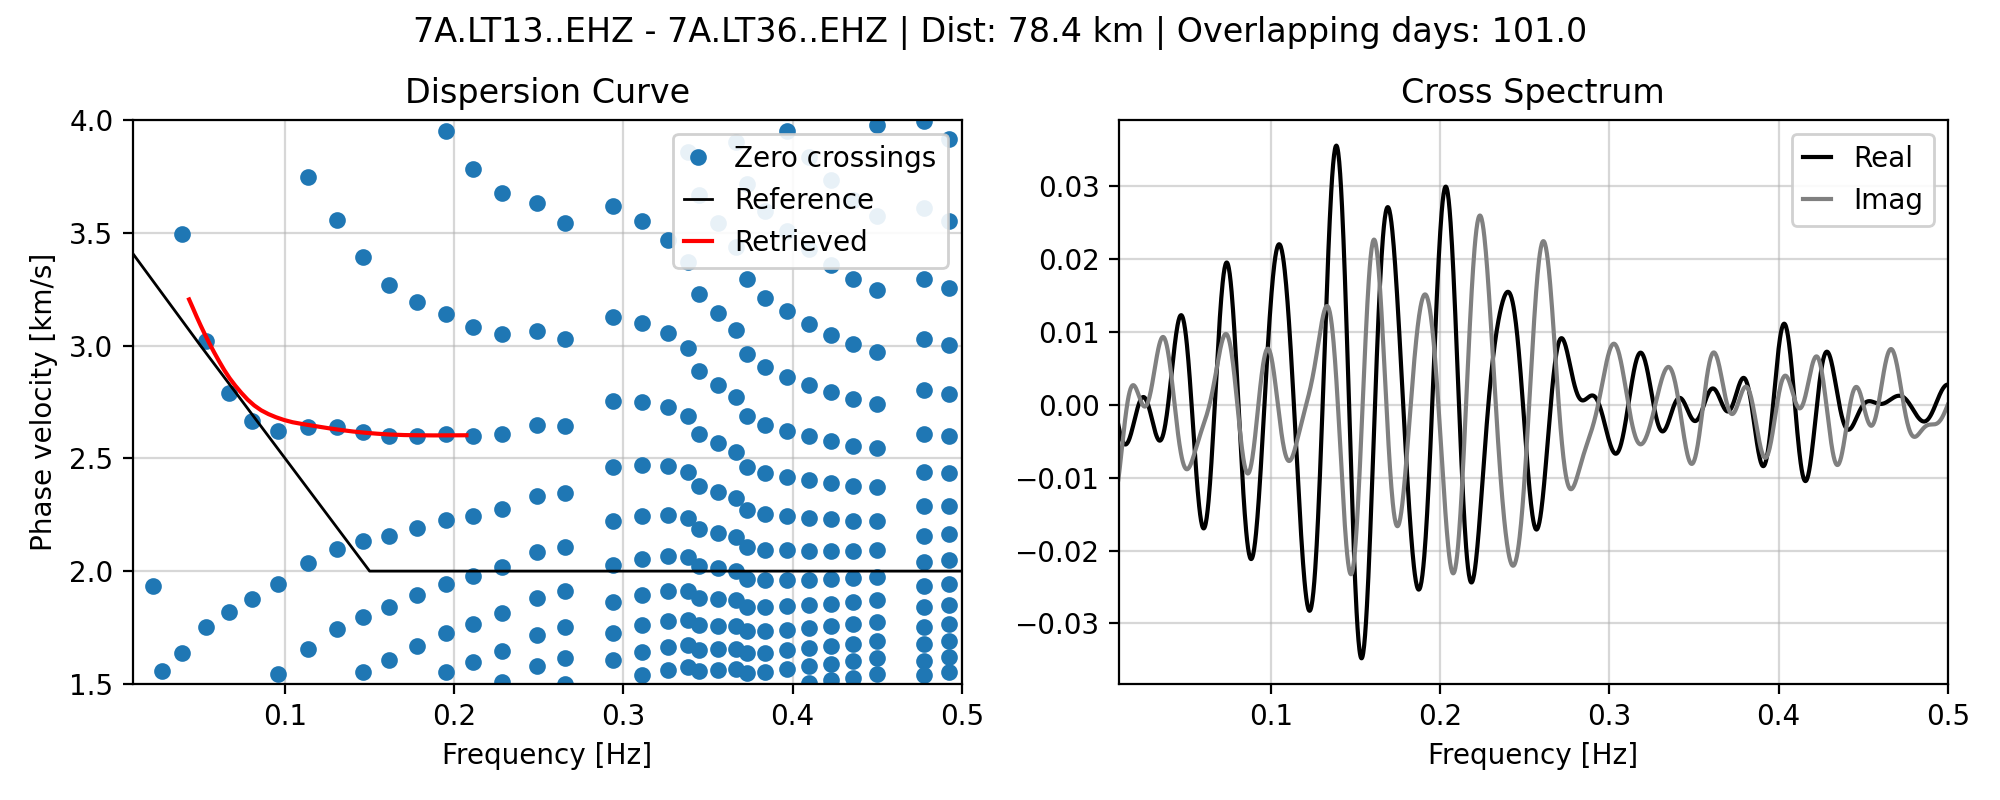 7A.LT13..EHZ - 7A.LT36..EHZ | Dist: 78.4 km | Overlapping days: 101.0
Dispersion Curve
Phase velocity [km/s]
4.0
3.5
3.0
2.5
2.0
1.5
Zero crossings
Reference
Retrieved
0.1 0.2 0.3 0.4 0.5
Frequency [Hz]
Cross Spectrum
0.03
0.02
0.01
0.00
−0.01
−0.02
−0.03
Real
Imag
0.1 0.2 0.3 0.4 0.5
Frequency [Hz]